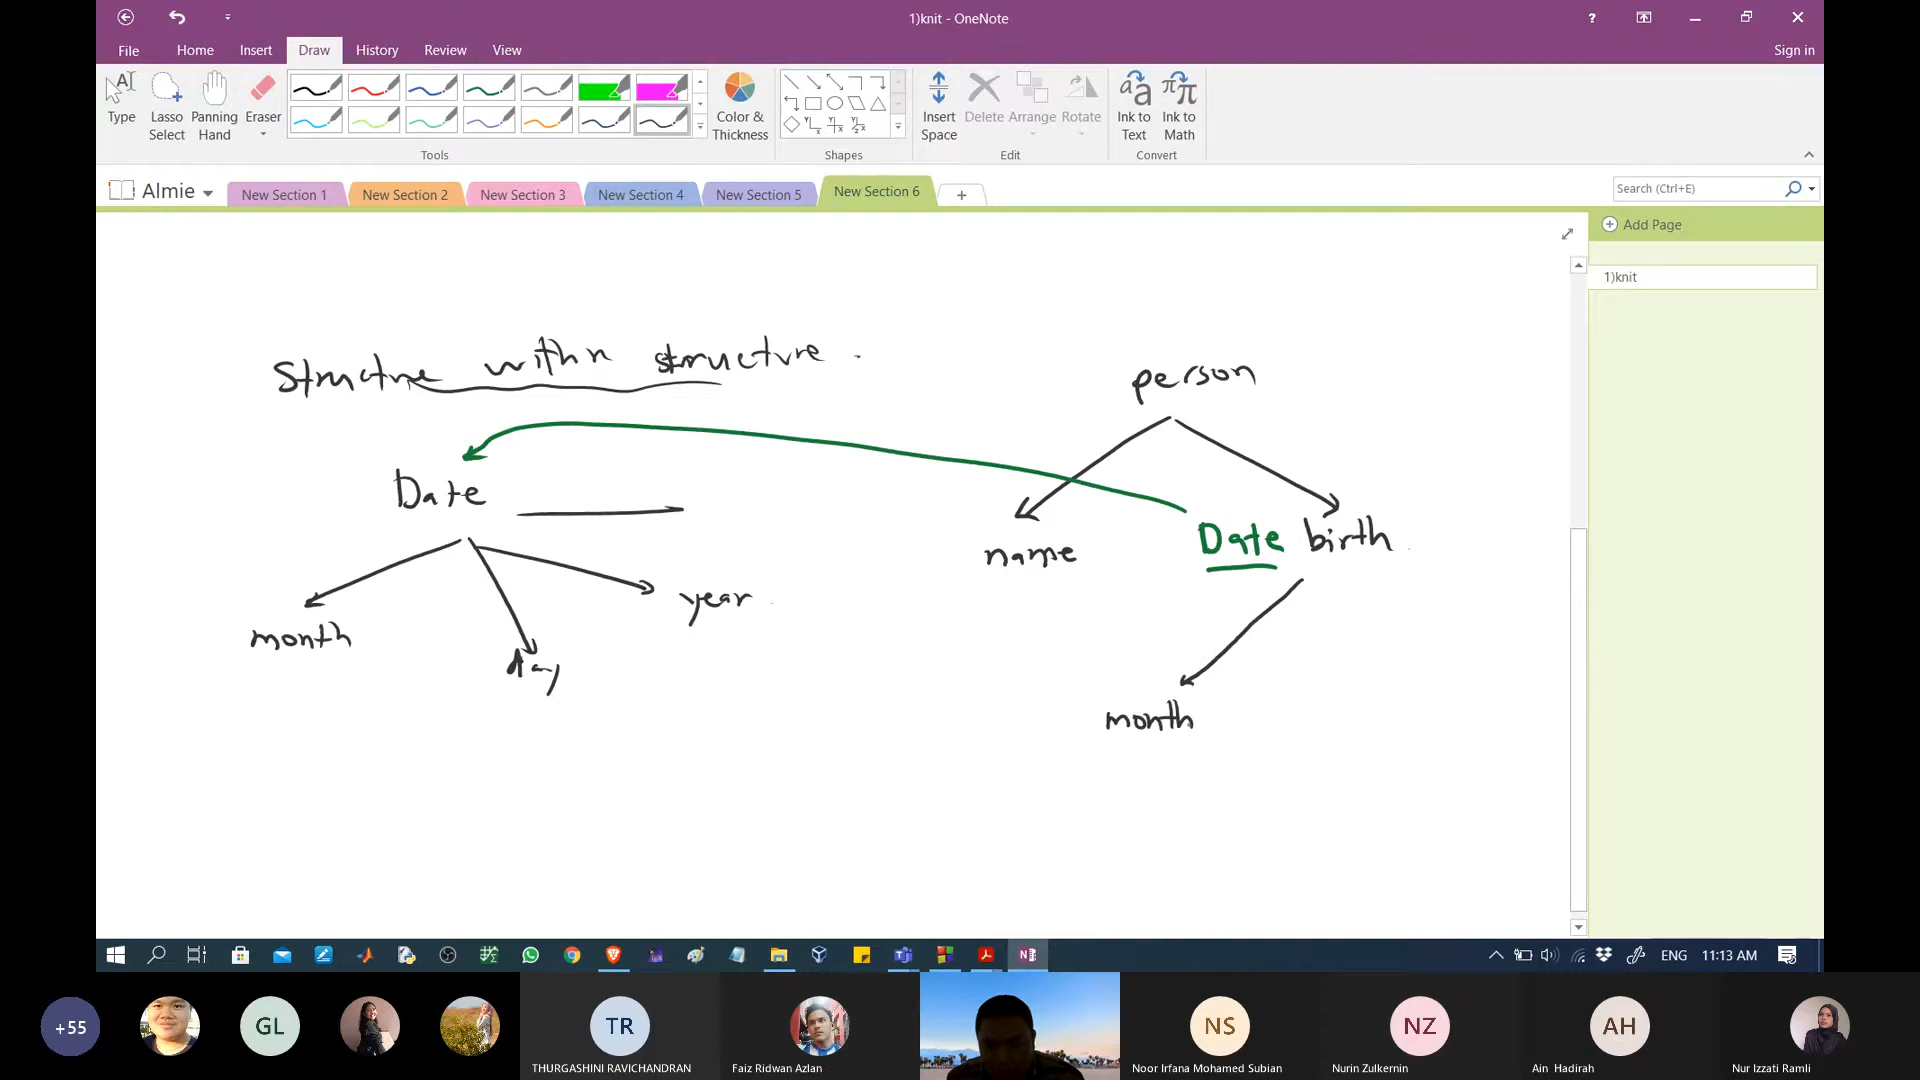 1)knit - OneNote
?
File
Home
Insert
Draw
History
Review
View
Sign in
Type
Lasso Select
Panning Hand
Eraser
Color & Thickness
Insert Space
Delete
Arrange
Rotate
Ink to Text
Ink to Math
Tools
Shapes
Edit
Convert
Almie
New Section 1
New Section 2
New Section 3
New Section 4
New Section 5
New Section 6
Search (Ctrl+E)
Add Page
1)knit
structure within structure.
person
Date
name
Date birth.
month
day
year
month
ENG
11:13 AM
+55
GL
TR
NS
NZ
AH
THURGASHINI RAVICHANDRAN
Faiz Ridwan Azlan
Noor Irfana Mohamed Subian
Nurin Zulkernin
Ain Hadirah
Nur Izzati Ramli